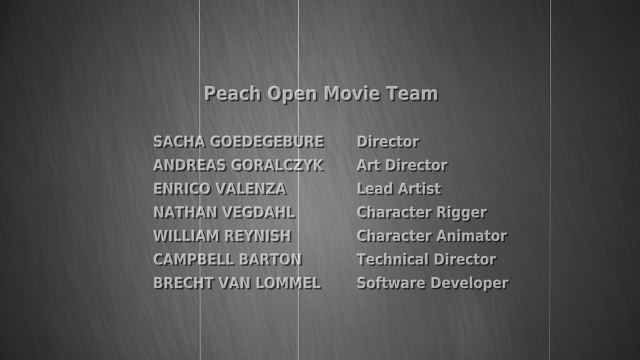 Peach Open Movie Team
SACHA GOEDEGEBURE Director
ANDREAS GORALCZYK Art Director
ENRICO VALENZA Lead Artist
NATHAN VEGDAHL Character Rigger
WILLIAM REYNISH Character Animator
CAMPBELL BARTON Technical Director
BRECHT VAN LOMMEL Software Developer